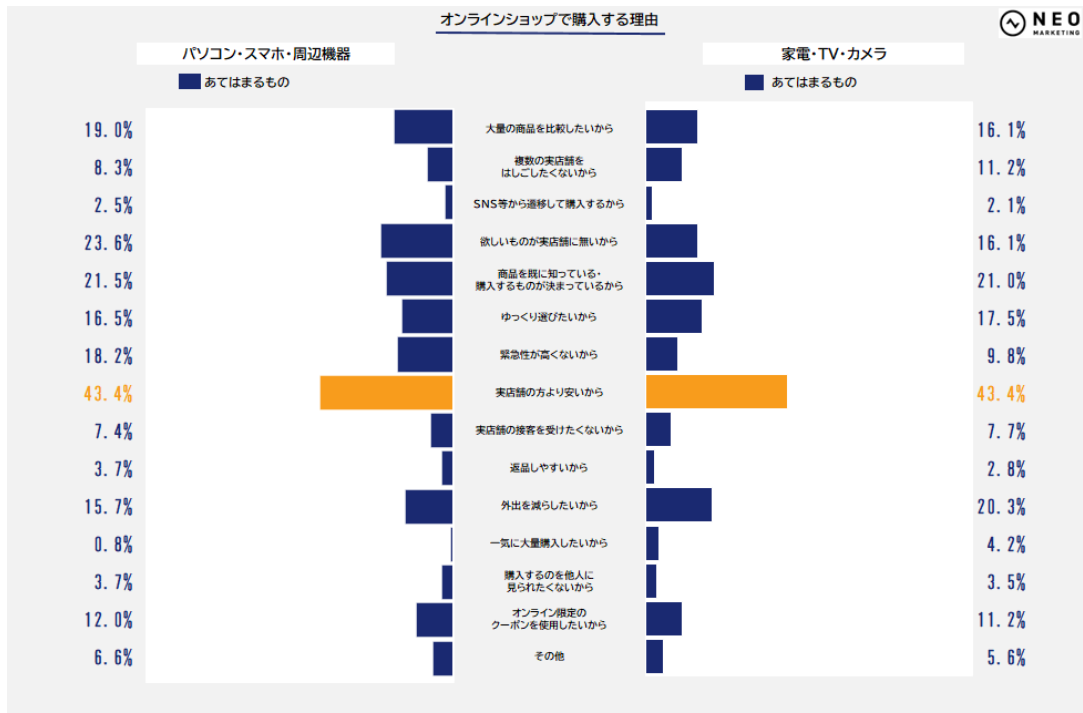 オンラインショップで購入する理由
NEO
MARKETING
パソコン・スマホ・周辺機器
家電・TV・カメラ
あてはまるもの
あてはまるもの
19.0%
大量の商品を比較したいから
16.1%
8.3%
複数の実店舗を
はしごしたくないから
11.2%
2.5%
SNS等から遷移して購入するから
2.1%
23.6%
欲しいものが実店舗に無いから
16.1%
21.5%
商品を既に知っている・
購入するものが決まっているから
21.0%
16.5%
ゆっくり選びたいから
17.5%
18.2%
緊急性が高くないから
9.8%
43.4%
実店舗の方より安いから
43.4%
7.4%
実店舗の接客を受けたくないから
7.7%
3.7%
返品しやすいから
2.8%
15.7%
外出を減らしたいから
20.3%
0.8%
一気に大量購入したいから
4.2%
3.7%
購入するのを他人に
見られたくないから
3.5%
12.0%
オンライン限定の
クーポンを使用したいから
11.2%
6.6%
その他
5.6%